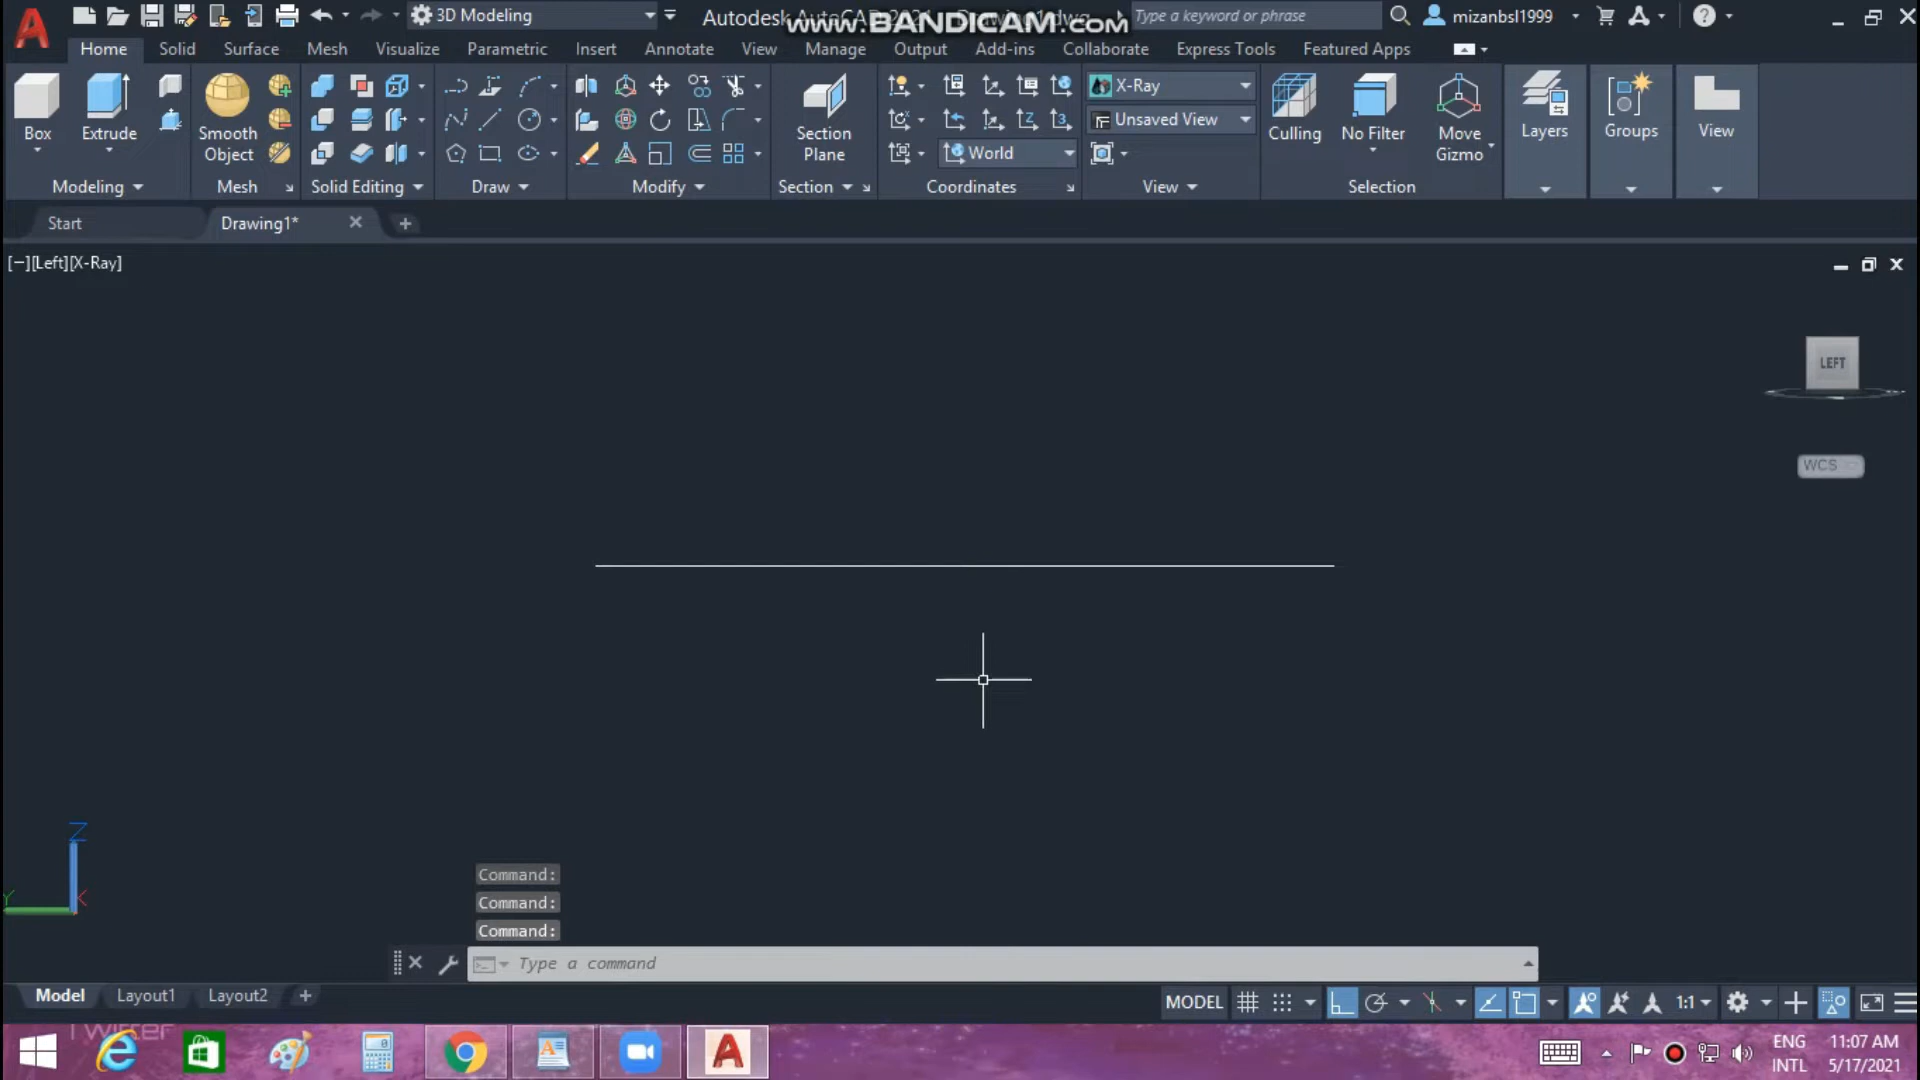 3D Modeling
Autodesk AutoCAD
www.BANDICAM.com
Type a keyword or phrase
mizanbsl1999
Home
Solid
Surface
Mesh
Visualize
Parametric
Insert
Annotate
View
Manage
Output
Add-ins
Collaborate
Express Tools
Featured Apps
Box
Extrude
Smooth
Object
Section
Plane
X-Ray
Unsaved View
World
Culling
No Filter
Move
Gizmo
Layers
Groups
View
Modeling
Mesh
Solid Editing
Draw
Modify
Section
Coordinates
View
Selection
Start
Drawing1*
[−][Left][X-Ray]
LEFT
WCS
Z
Y
X
Command:
Command:
Command:
Type a command
Model
Layout1
Layout2
MODEL
1:1
Twitter
ENG
INTL
11:07 AM
5/17/2021